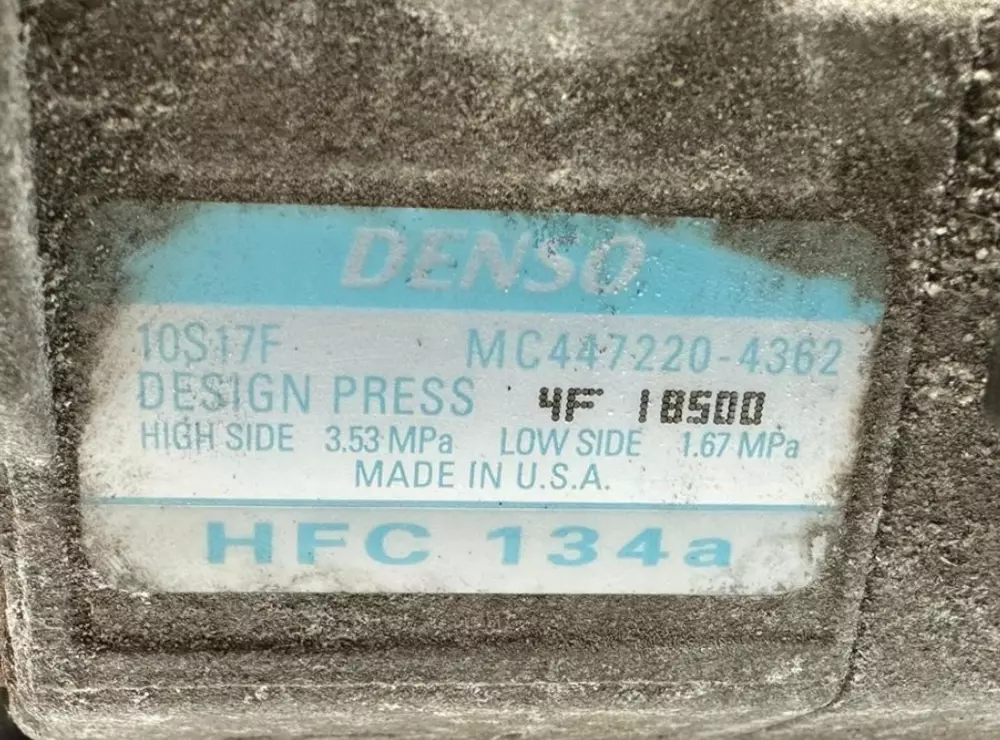 DENSO
10S17F MC447220-4362
DESIGN PRESS 4F 18500
HIGH SIDE 3.53 MPa LOW SIDE 1.67 MPa
MADE IN U.S.A.
HFC 134a